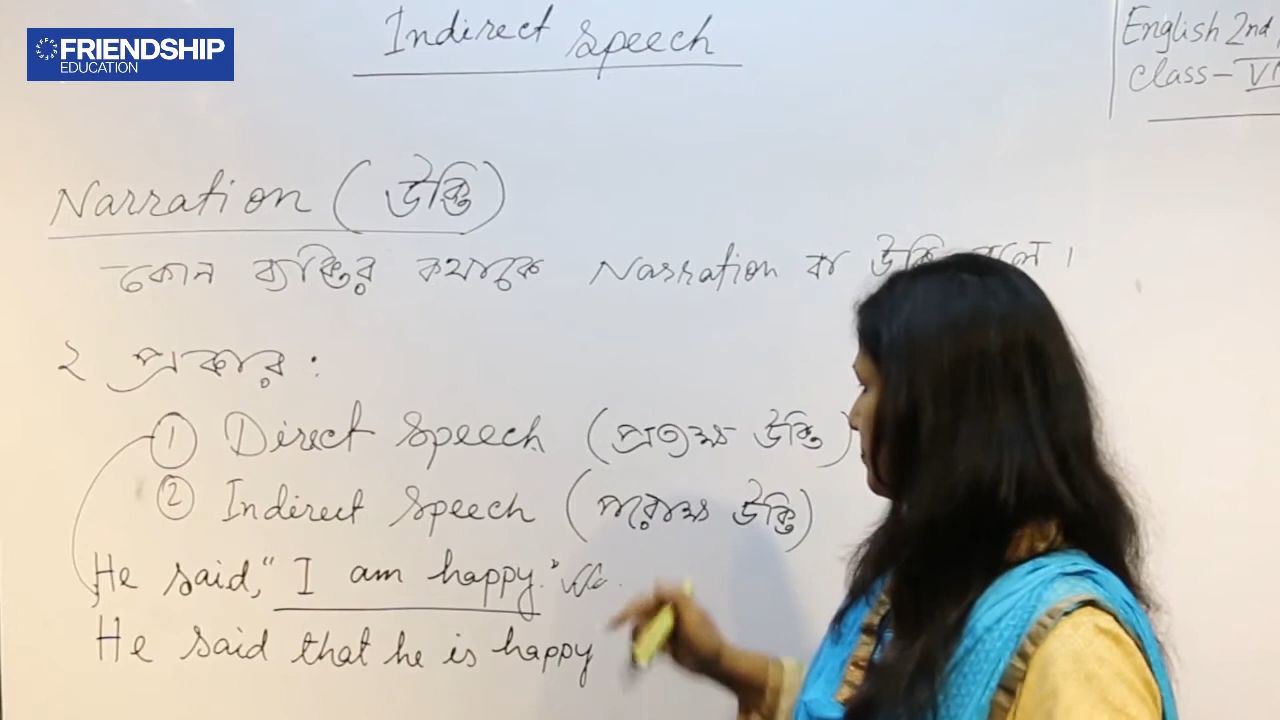 FRIENDSHIP
EDUCATION
Indirect Speech
English 2nd
class-
Narration (উক্তি)
কোন ব্যক্তির কথাকে Narration বা উক্তি বলে।
২ প্রকার:
① Direct Speech (প্রত্যক্ষ উক্তি)
② Indirect Speech (পরোক্ষ উক্তি)
He said, "I am happy."
He said that he is happy